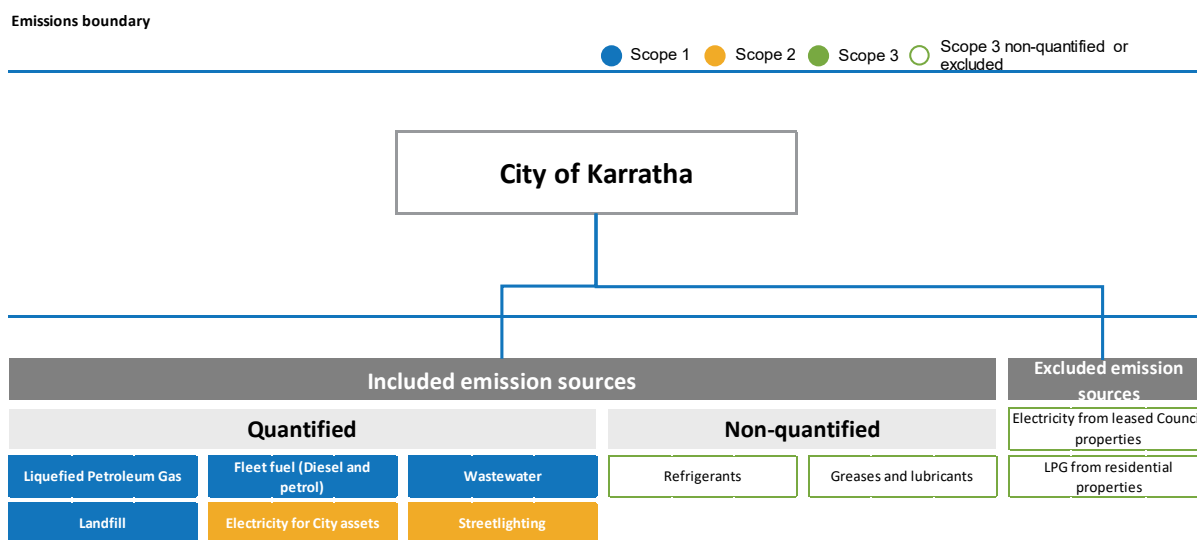 Emissions boundary
Scope 1
Scope 2
Scope 3
Scope 3 non-quantified or
excluded
City of Karratha
Included emission sources
Excluded emission
sources
Quantified
Non-quantified
Electricity from leased Counci
properties
Liquefied Petroleum Gas
Fleet fuel (Diesel and
petrol)
Wastewater
Refrigerants
Greases and lubricants
LPG from residential
properties
Landfill
Electricity for City assets
Streetlighting